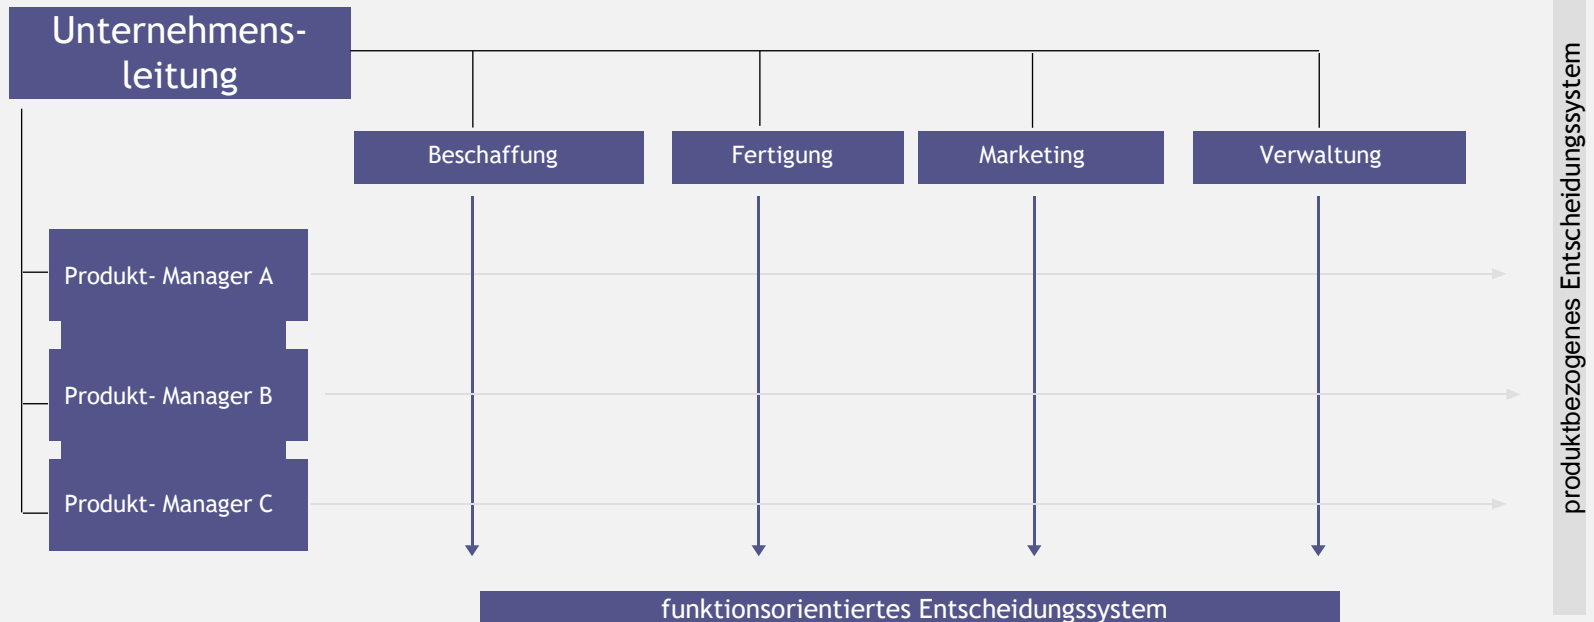 Unternehmens-
leitung
Beschaffung
Fertigung
Marketing
Verwaltung
Produkt- Manager A
Produkt- Manager B
Produkt- Manager C
funktionsorientiertes Entscheidungssystem
produktbezogenes Entscheidungssystem